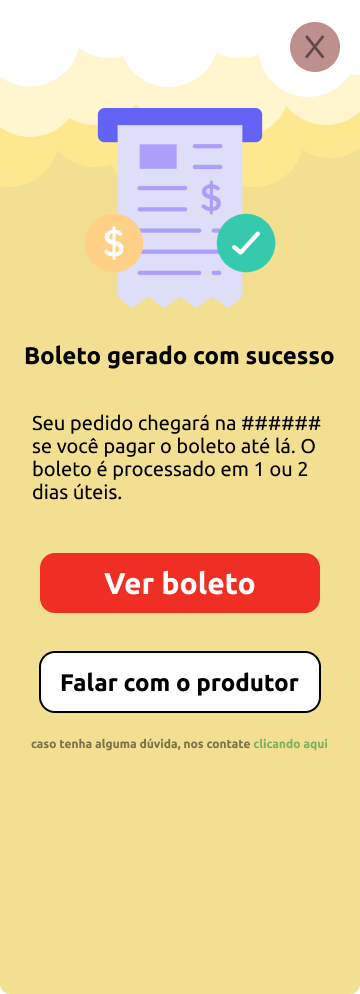 X
$
$
Boleto gerado com sucesso
Seu pedido chegará na ######
se você pagar o boleto até lá. O
boleto é processado em 1 ou 2
dias úteis.
Ver boleto
Falar com o produtor
caso tenha alguma dúvida, nos contate clicando aqui